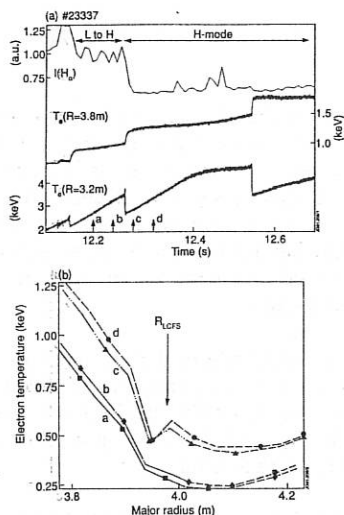 (a) #23337
L to H
H-mode
I(Hα)
(a.u.)
1.25
1.00
0.75
Te(R=3.8m)
1.5
1.0
(keV)
Te(R=3.2m)
4
3
2
(keV)
a b c d
12.2 12.4 12.6
Time (s)
(b)
1.25
1.00
0.75
0.50
0.25
Electron temperature (keV)
RLCFS
d
c
b
a
3.8 4.0 4.2
Major radius (m)